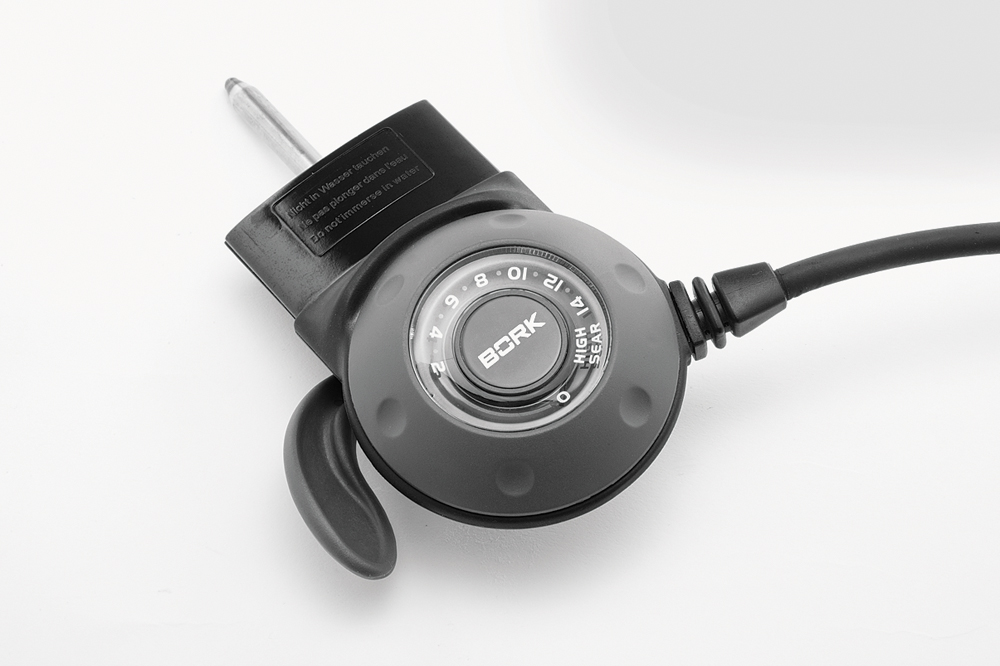 Nicht in Wasser tauchen
Ne pas plonger dans l'eau
Do not immerse in water
2 4 6 8 10 12 14
HIGH
SEAR
0
BORK